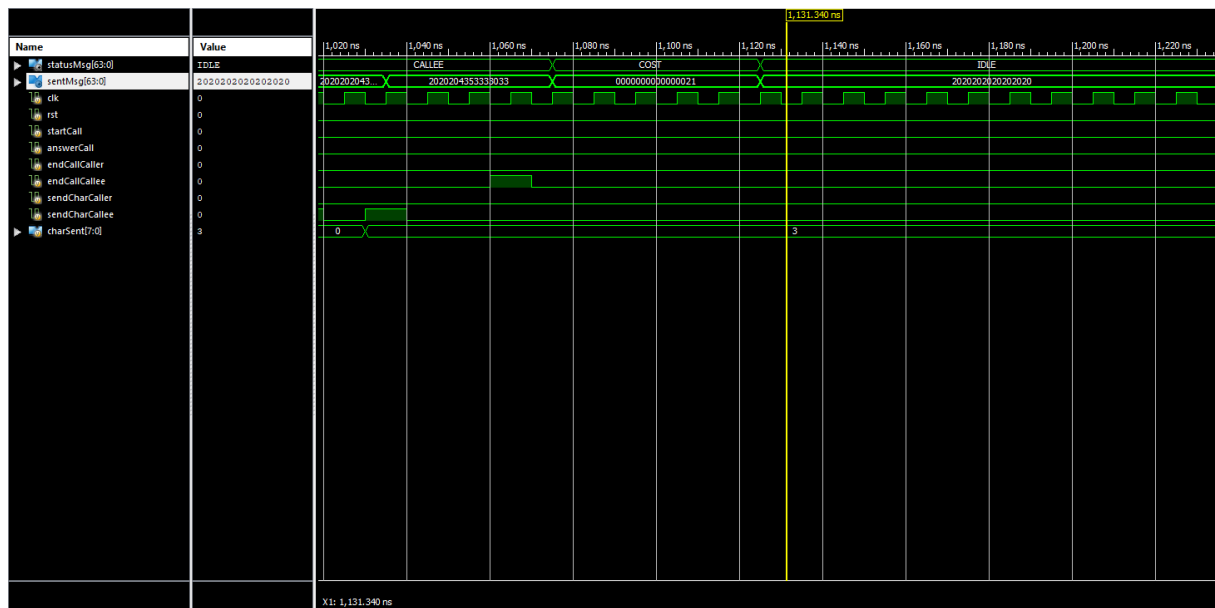 1,131.340 ns
Name Value 1,020 ns 1,040 ns 1,060 ns 1,080 ns 1,100 ns 1,120 ns 1,140 ns 1,160 ns 1,180 ns 1,200 ns 1,220 ns
statusMsg[63:0] IDLE CALLEE COST IDLE
sentMsg[63:0] 2020202020202020 2020202043... 2020204353333033 0000000000000021 2020202020202020
clk 0
rst 0
startCall 0
answerCall 0
endCallCaller 0
endCallCallee 0
sendCharCaller 0
sendCharCallee 0
charSent[7:0] 3 0 3
X1: 1,131.340 ns